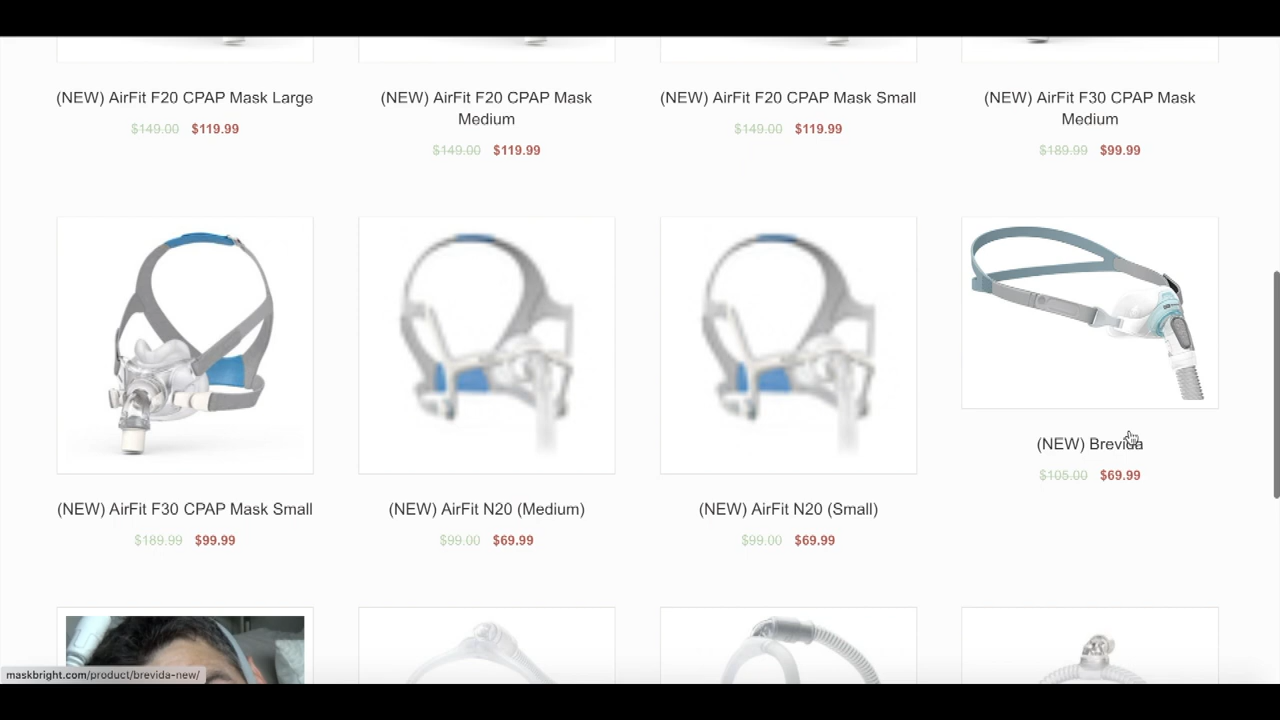 (NEW) AirFit F20 CPAP Mask Large
$149.00 $119.99
(NEW) AirFit F20 CPAP Mask
Medium
$149.00 $119.99
(NEW) AirFit F20 CPAP Mask Small
$149.00 $119.99
(NEW) AirFit F30 CPAP Mask
Medium
$189.99 $99.99
(NEW) AirFit F30 CPAP Mask Small
$189.99 $99.99
(NEW) AirFit N20 (Medium)
$99.00 $69.99
(NEW) AirFit N20 (Small)
$99.00 $69.99
(NEW) Brevida
$105.00 $69.99
maskbright.com/product/brevida-new/